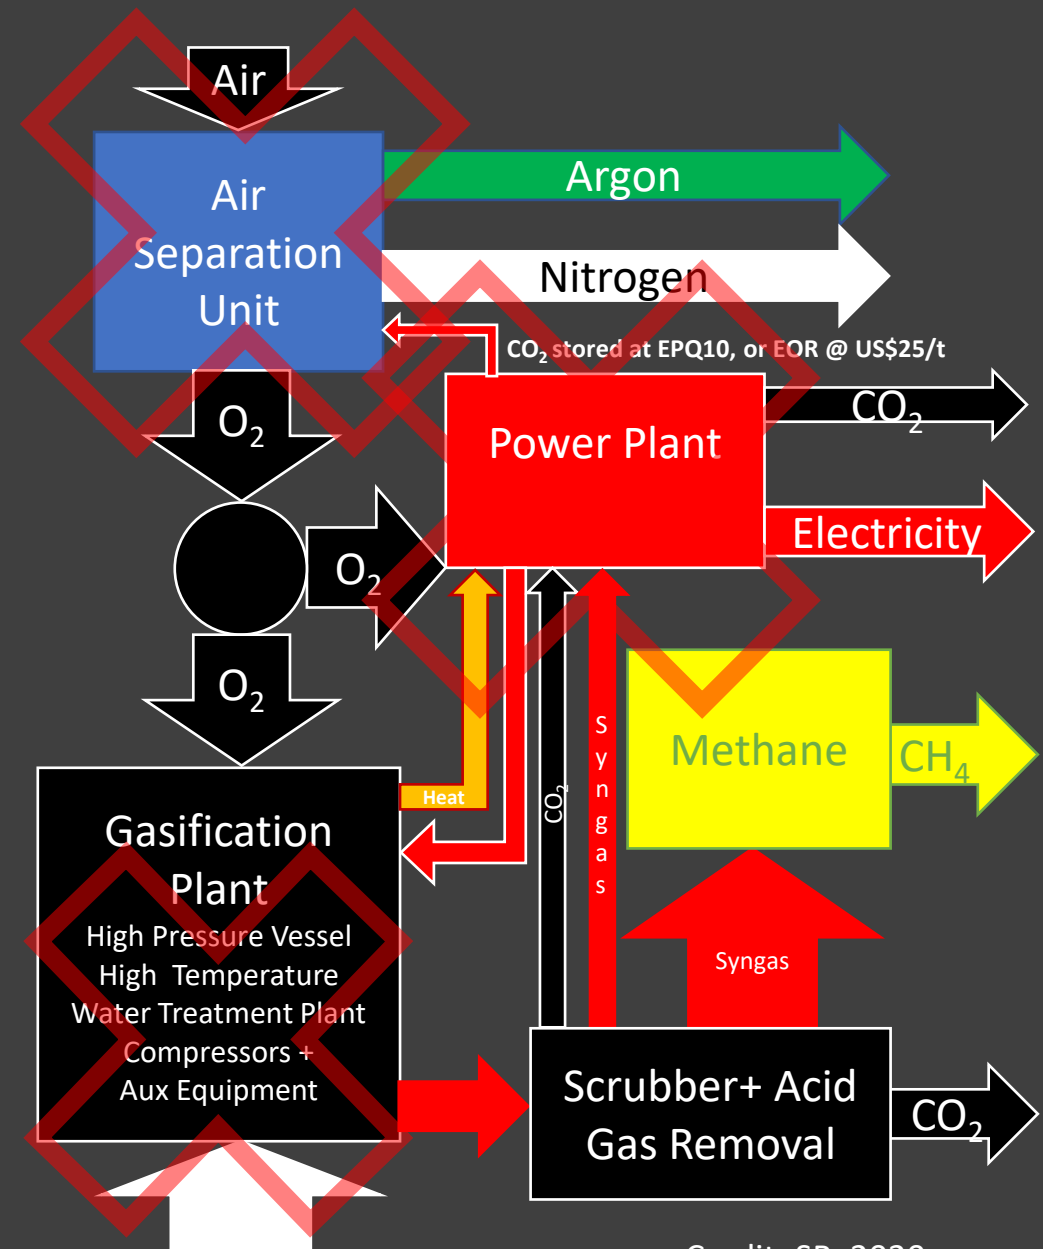 Air
Air
Separation
Unit
Argon
Nitrogen
CO₂ stored at EPQ10, or EOR @ US$25/t
O₂
Power Plant
CO₂
Electricity
O₂
O₂
Syngas
Methane
CH₄
Heat
CO₂
Gasification
Plant
High Pressure Vessel
High Temperature
Water Treatment Plant
Compressors +
Aux Equipment
Syngas
Scrubber+ Acid
Gas Removal
CO₂